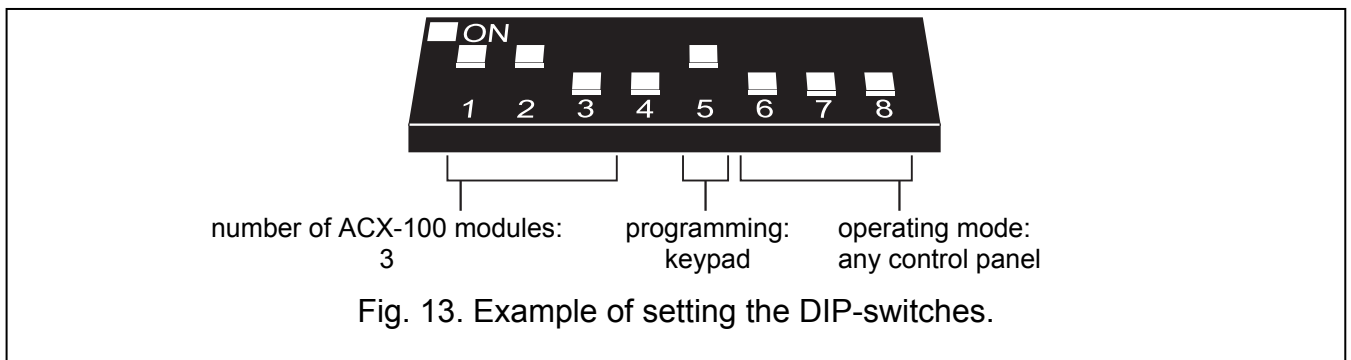 ON
1 2 3 4 5 6 7 8
number of ACX-100 modules: programming: operating mode:
3 keypad any control panel
Fig. 13. Example of setting the DIP-switches.